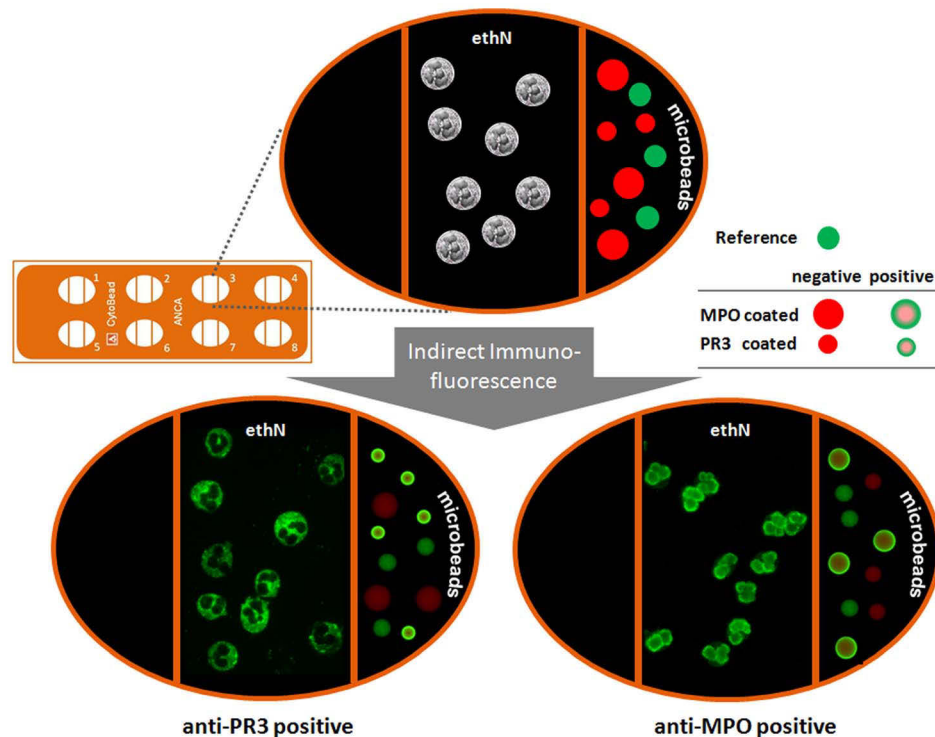 ethN
microbeads
Reference
negative positive
MPO coated
PR3 coated
1 2 3 4
CytoBead ANCA
5 6 7 8
Indirect Immuno-
fluorescence
ethN
microbeads
ethN
microbeads
anti-PR3 positive
anti-MPO positive